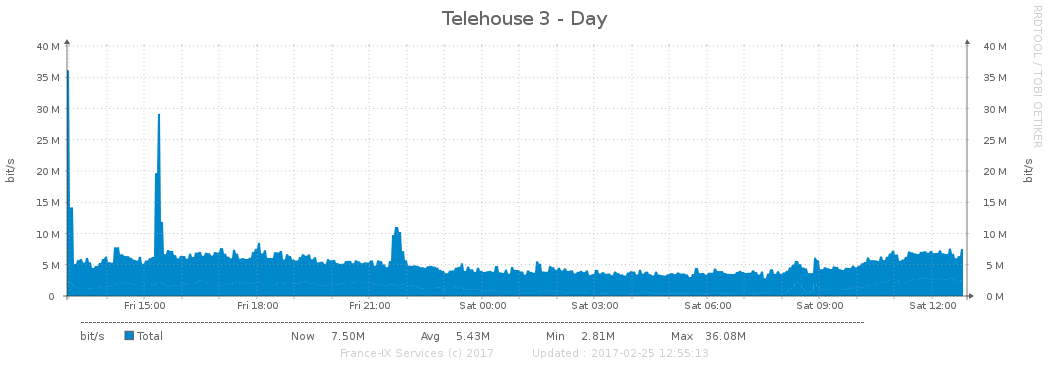 Telehouse 3 - Day
RRDTOOL / TOBI OETIKER
bit/s
bit/s
40 M 40 M
35 M 35 M
30 M 30 M
25 M 25 M
20 M 20 M
15 M 15 M
10 M 10 M
5 M 5 M
0 0 M
Fri 15:00 Fri 18:00 Fri 21:00 Sat 00:00 Sat 03:00 Sat 06:00 Sat 09:00 Sat 12:00
bit/s Total Now 7.50M Avg 5.43M Min 2.81M Max 36.08M
France-IX Services (c) 2017 Updated : 2017-02-25 12:55:13